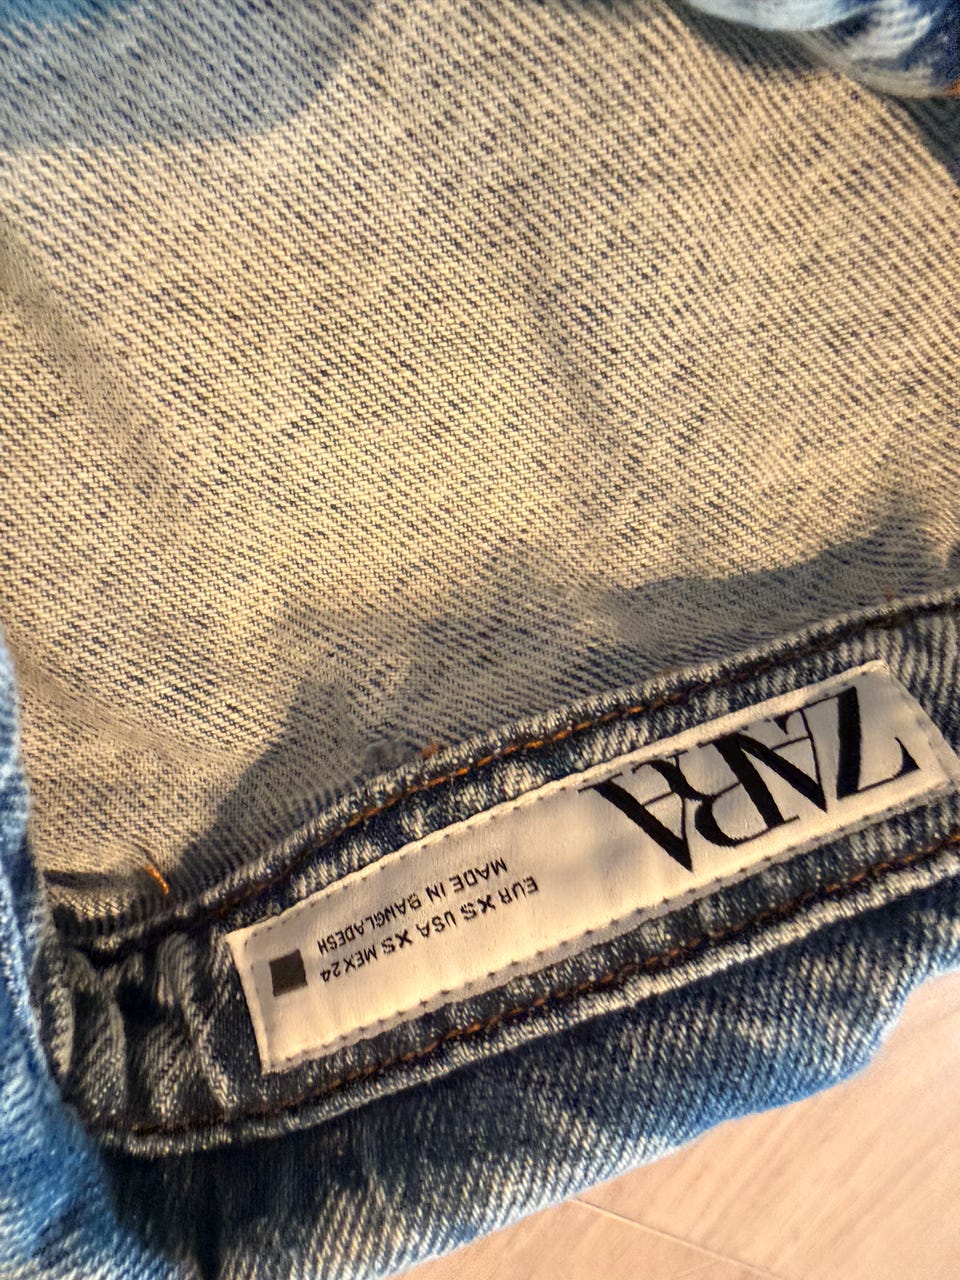 ZARA
EUR XS USA XS MEX 24
MADE IN BANGLADESH